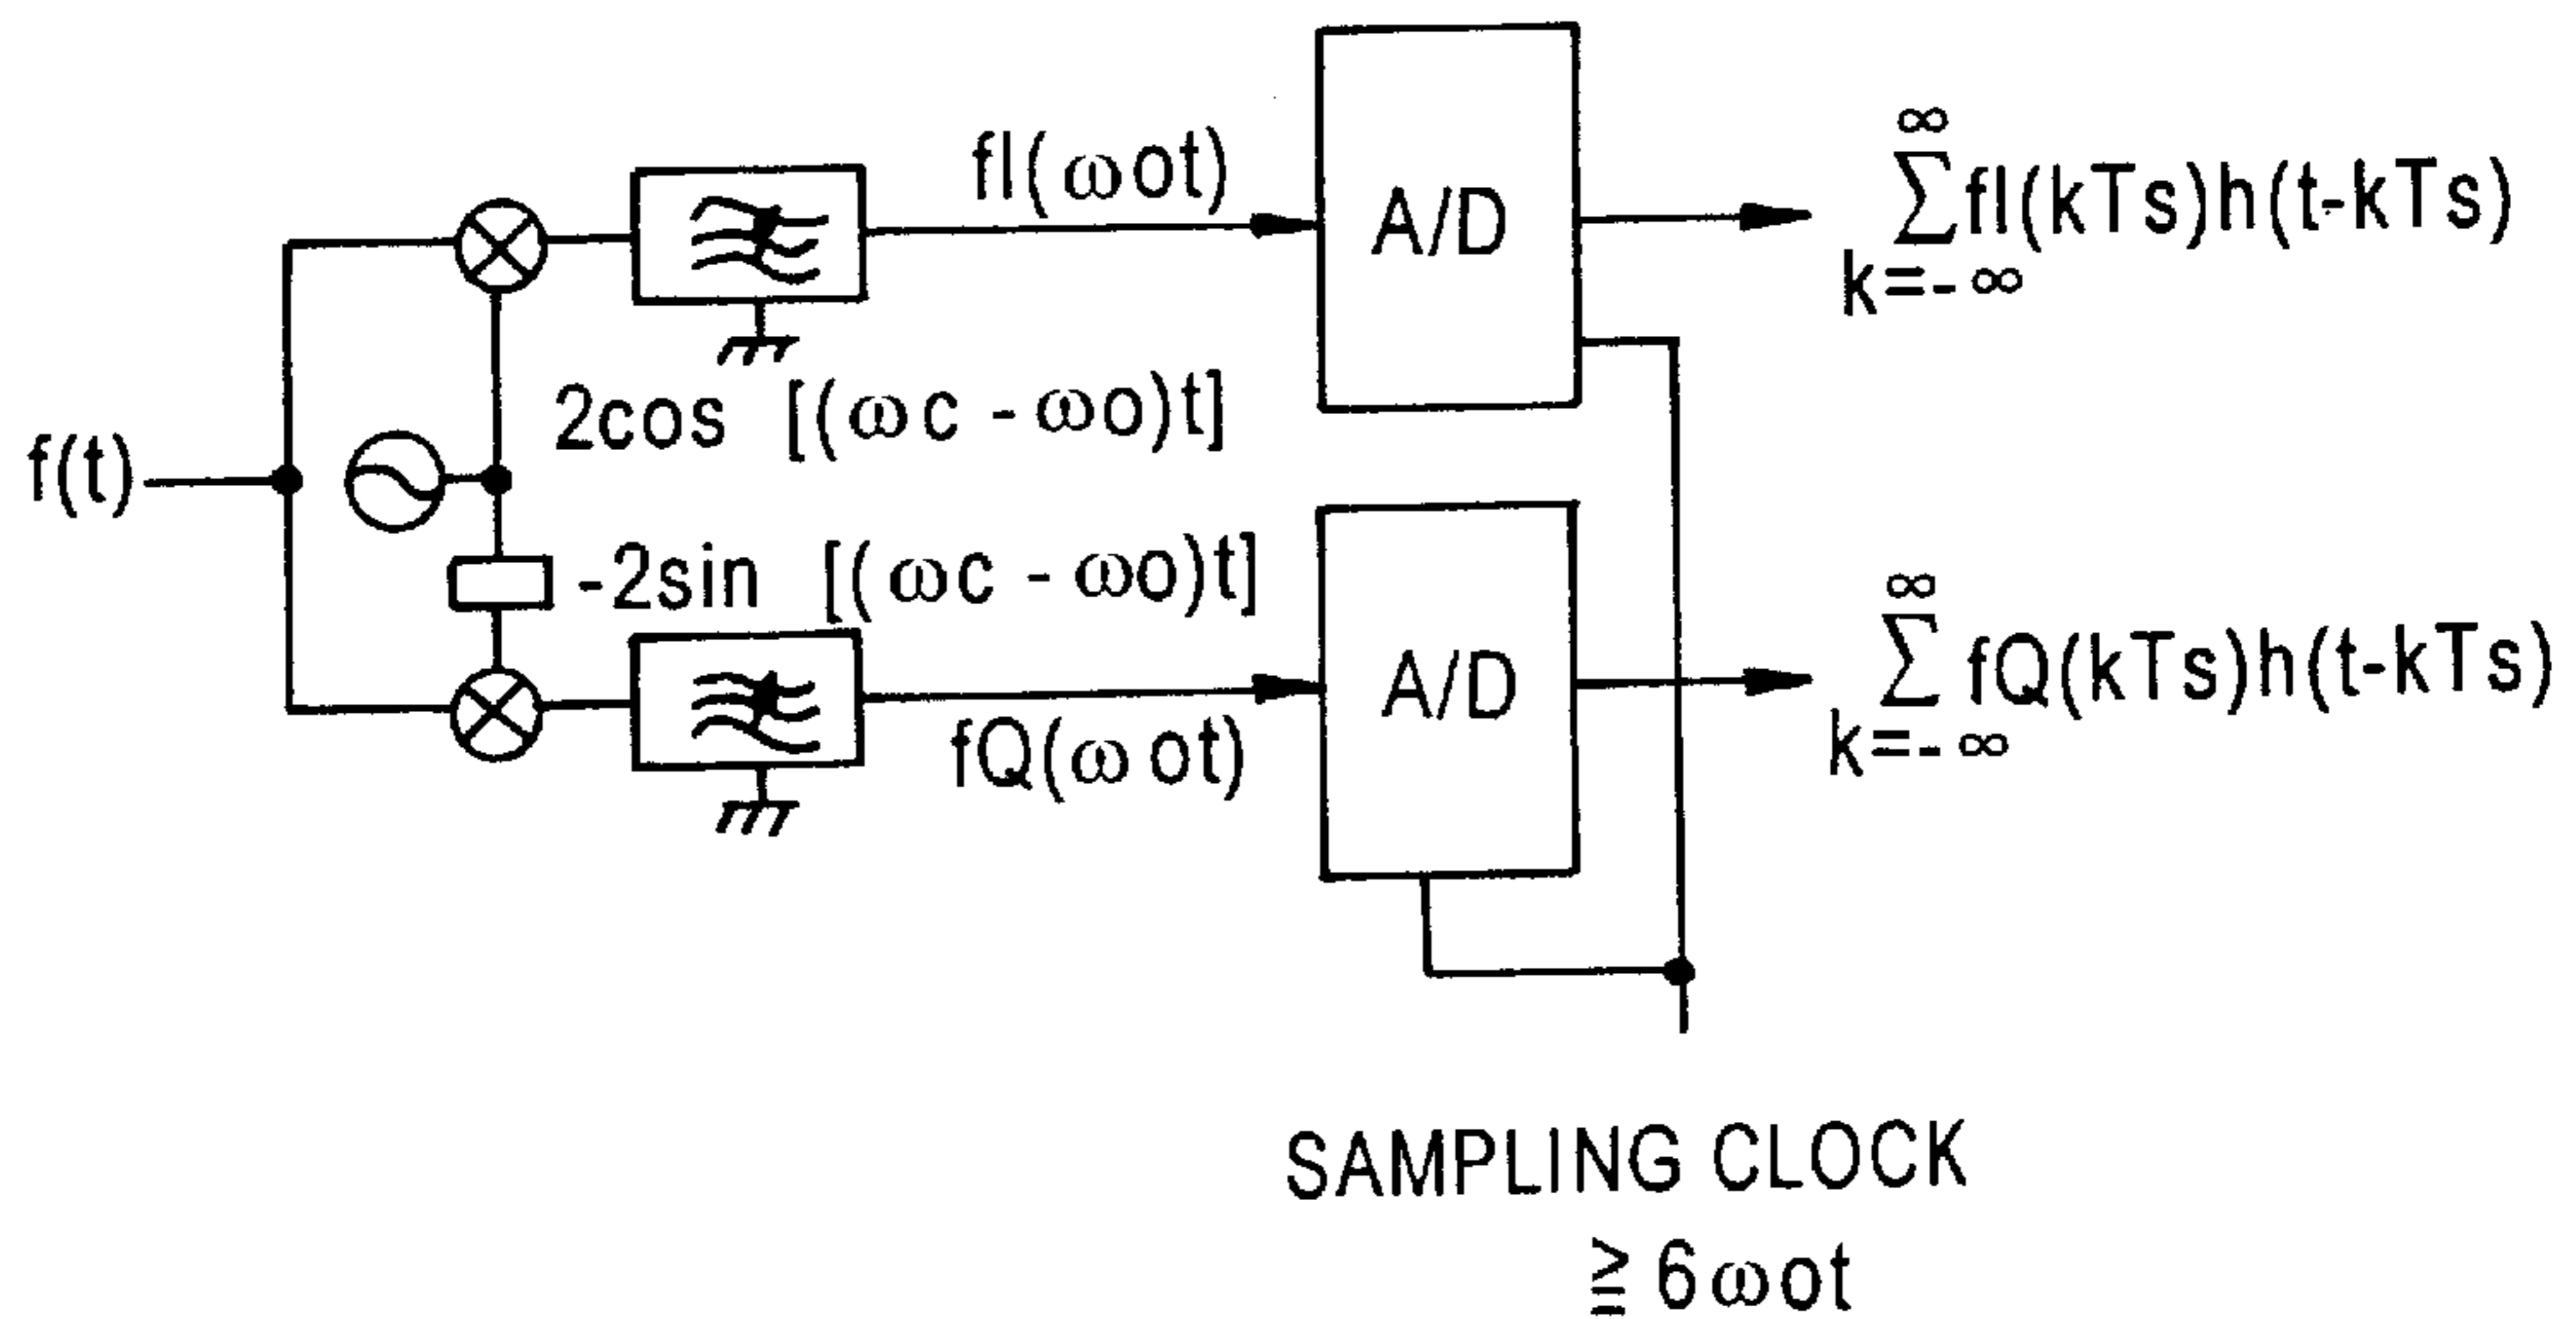 ∞
fI(ωot)
A/D
∑fI(kTs)h(t-kTs)
k=-∞
2cos [(ωc - ωo)t]
f(t)
-2sin [(ωc - ωo)t]
∞
A/D
∑ fQ(kTs)h(t-kTs)
fQ(ωot)
k=-∞
SAMPLING CLOCK
≧ 6ωot